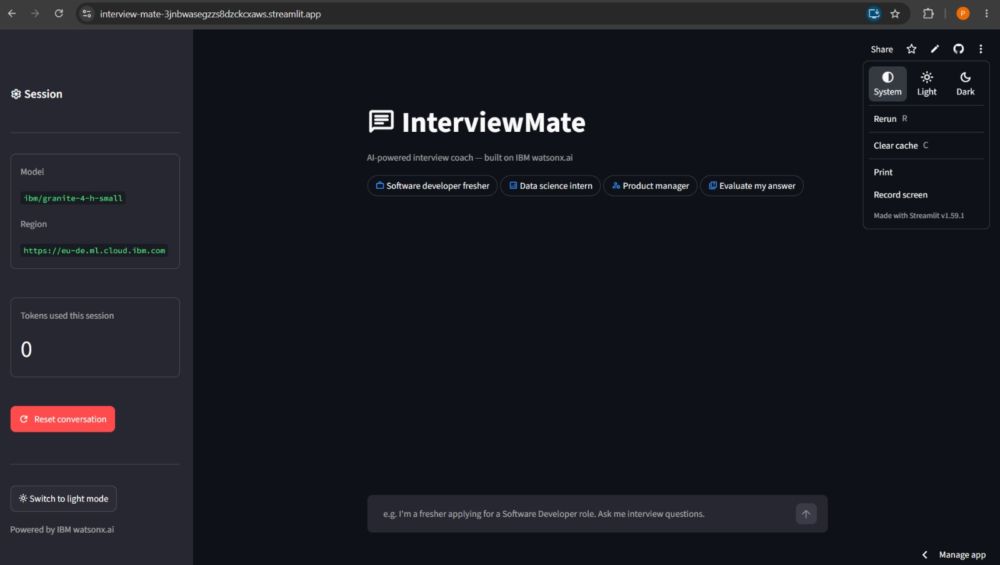 interview-mate-3jnbwasegzzs8dzckcxaws.streamlit.app
P
Share
System
Light
Dark
Rerun R
Clear cache C
Print
Record screen
Made with Streamlit v1.59.1
Session
Model
ibm/granite-4-h-small
Region
https://eu-de.ml.cloud.ibm.com
Tokens used this session
0
Reset conversation
Switch to light mode
Powered by IBM watsonx.ai
InterviewMate
AI-powered interview coach — built on IBM watsonx.ai
Software developer fresher
Data science intern
Product manager
Evaluate my answer
e.g. I'm a fresher applying for a Software Developer role. Ask me interview questions.
Manage app